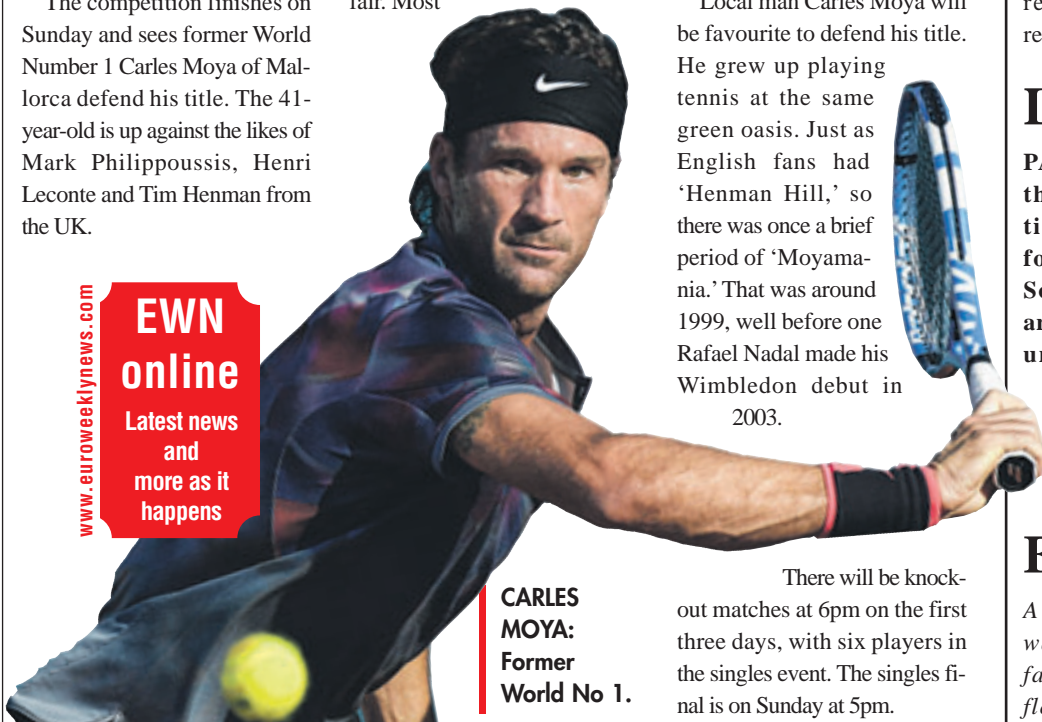 The competition finishes on
Sunday and sees former World
Number 1 Carles Moya of Mal-
lorca defend his title. The 41-
year-old is up against the likes of
Mark Philippoussis, Henri
Leconte and Tim Henman from
the UK.
www.euroweeklynews.com
EWN
online
Latest news
and
more as it
happens
fair. Most
CARLES
MOYA:
Former
World No 1.
Local man Carles Moya will
be favourite to defend his title.
He grew up playing
tennis at the same
green oasis. Just as
English fans had
‘Henman Hill,’ so
there was once a brief
period of ‘Moyama-
nia.’ That was around
1999, well before one
Rafael Nadal made his
Wimbledon debut in
2003.
There will be knock-
out matches at 6pm on the first
three days, with six players in
the singles event. The singles fi-
nal is on Sunday at 5pm.